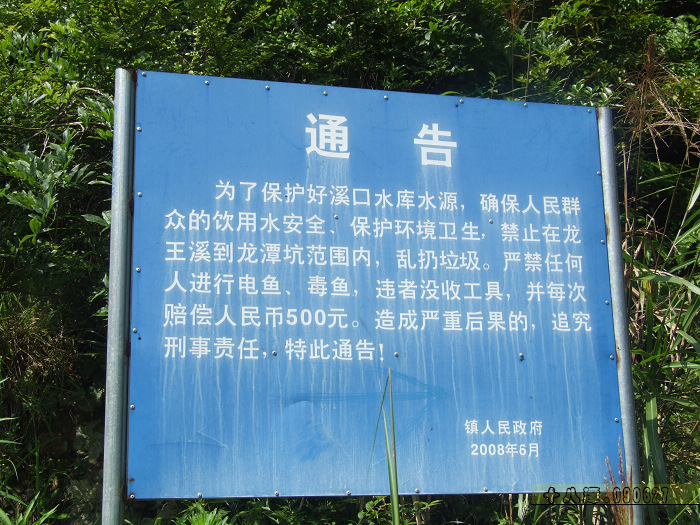 通告
为了保护好溪口水库水源，确保人民群
众的饮用水安全、保护环境卫生，禁止在龙
王溪到龙潭坑范围内，乱扔垃圾。严禁任何
人进行电鱼、毒鱼，违者没收工具，并每次
赔偿人民币500元。造成严重后果的，追究
刑事责任，特此通告！
镇人民政府
2008年6月